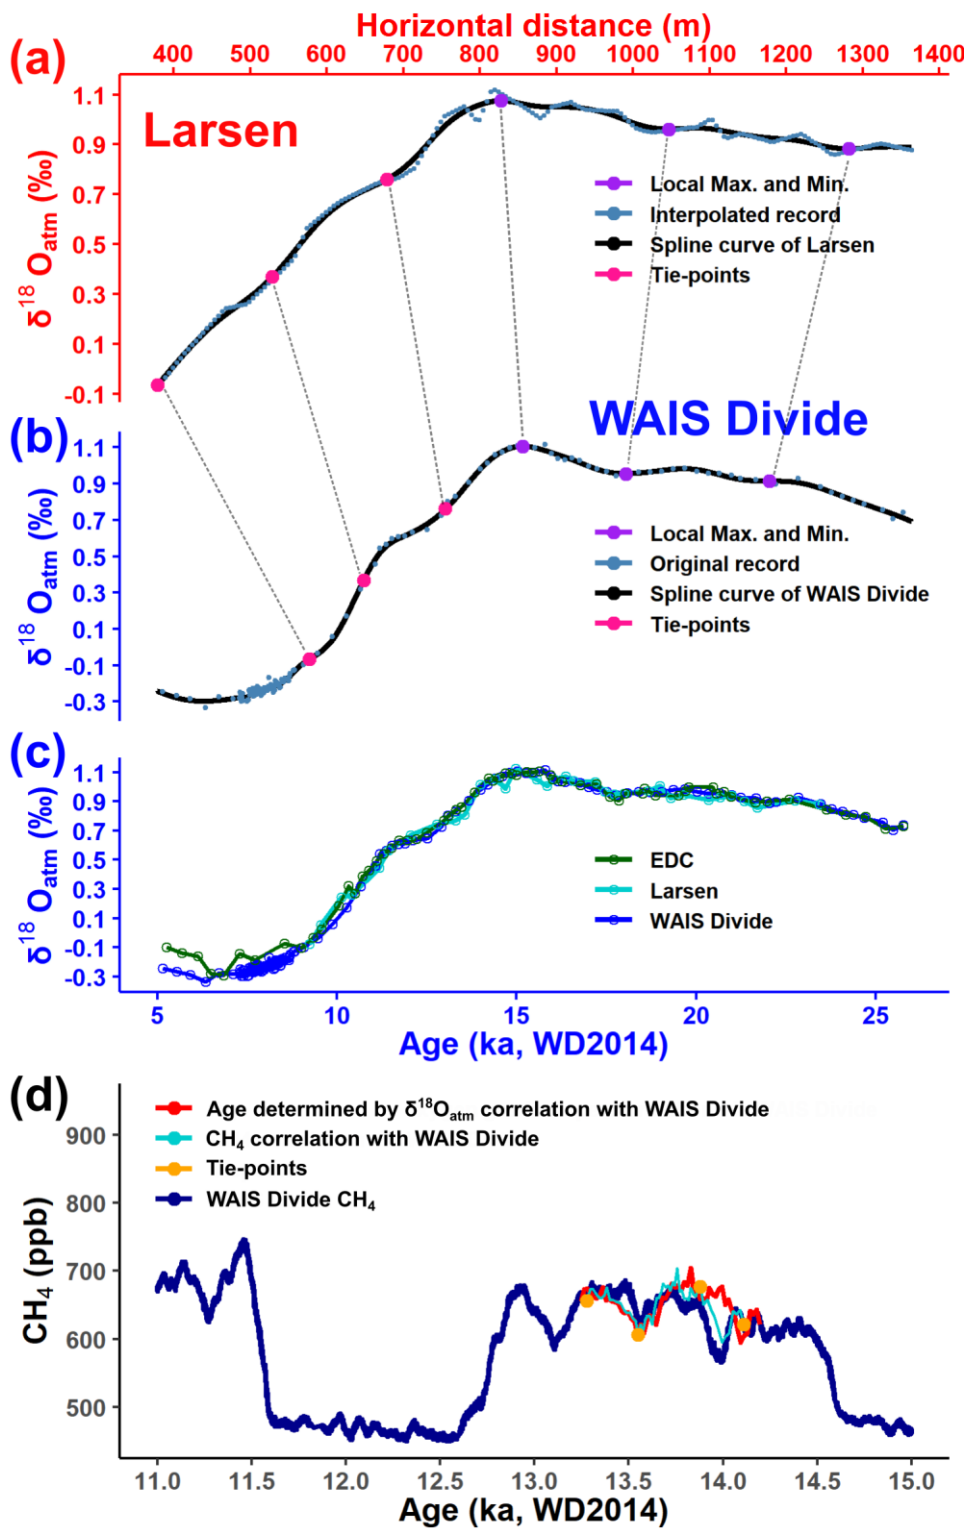 Horizontal distance (m)
(a)
400 500 600 700 800 900 1000 1100 1200 1300 1400
Larsen
1.1
0.9
0.7
0.5
0.3
0.1
-0.1
δ¹⁸ Oatm (‰)
Local Max. and Min.
Interpolated record
Spline curve of Larsen
Tie-points
(b)
WAIS Divide
1.1
0.9
0.7
0.5
0.3
0.1
-0.1
-0.3
δ¹⁸ Oatm (‰)
Local Max. and Min.
Original record
Spline curve of WAIS Divide
Tie-points
(c)
1.1
0.9
0.7
0.5
0.3
0.1
-0.1
-0.3
δ¹⁸ Oatm (‰)
EDC
Larsen
WAIS Divide
5 10 15 20 25
Age (ka, WD2014)
(d)
Age determined by δ¹⁸Oatm correlation with WAIS Divide
CH₄ correlation with WAIS Divide
Tie-points
WAIS Divide CH₄
900
800
700
600
500
CH₄ (ppb)
11.0 11.5 12.0 12.5 13.0 13.5 14.0 14.5 15.0
Age (ka, WD2014)